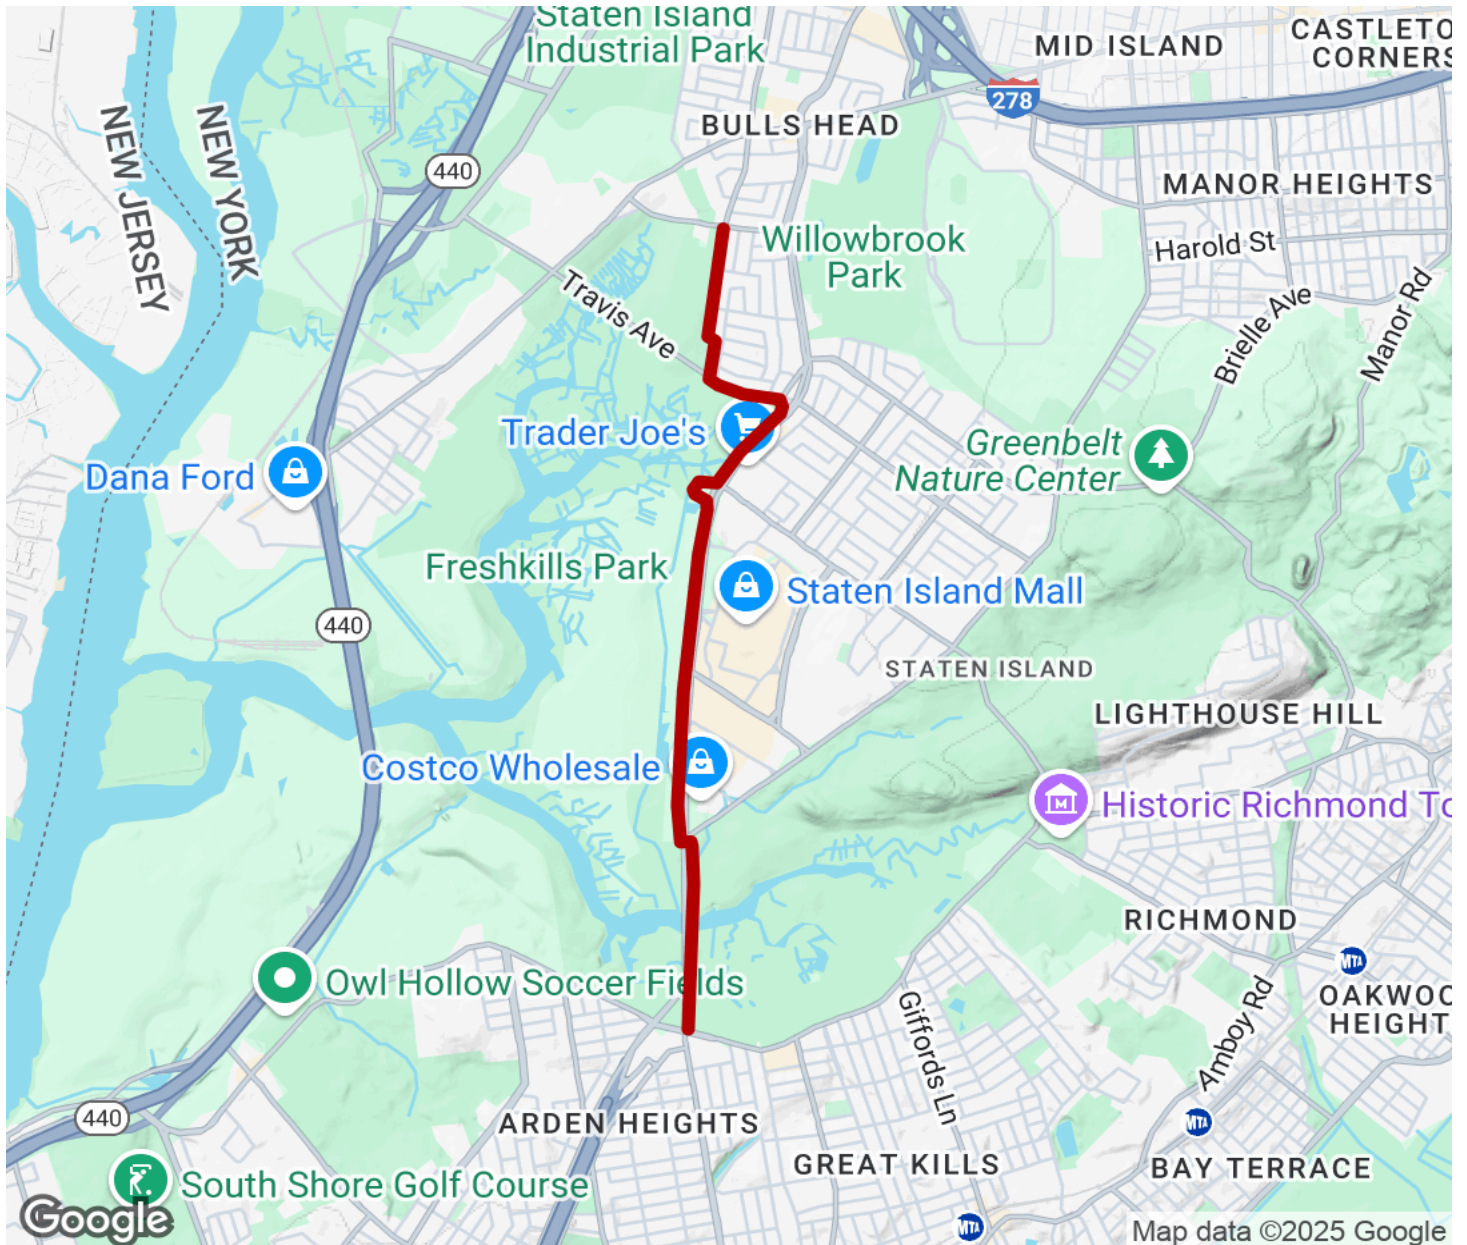 Staten Island
Industrial Park
MID ISLAND
CASTLETO
CORNERS
278
BULLS HEAD
NEW JERSEY
NEW YORK
440
MANOR HEIGHTS
Willowbrook
Park
Harold St
Travis Ave
Brielle Ave
Manor Rd
Trader Joe's
Greenbelt
Nature Center
Dana Ford
Freshkills Park
Staten Island Mall
440
STATEN ISLAND
LIGHTHOUSE HILL
Costco Wholesale
Historic Richmond To
RICHMOND
MTA
Owl Hollow Soccer Fields
OAKWOO
HEIGHT
Giffords Ln
Amboy Rd
440
ARDEN HEIGHTS
MTA
GREAT KILLS
BAY TERRACE
South Shore Golf Course
Google
MTA
Map data ©2025 Google